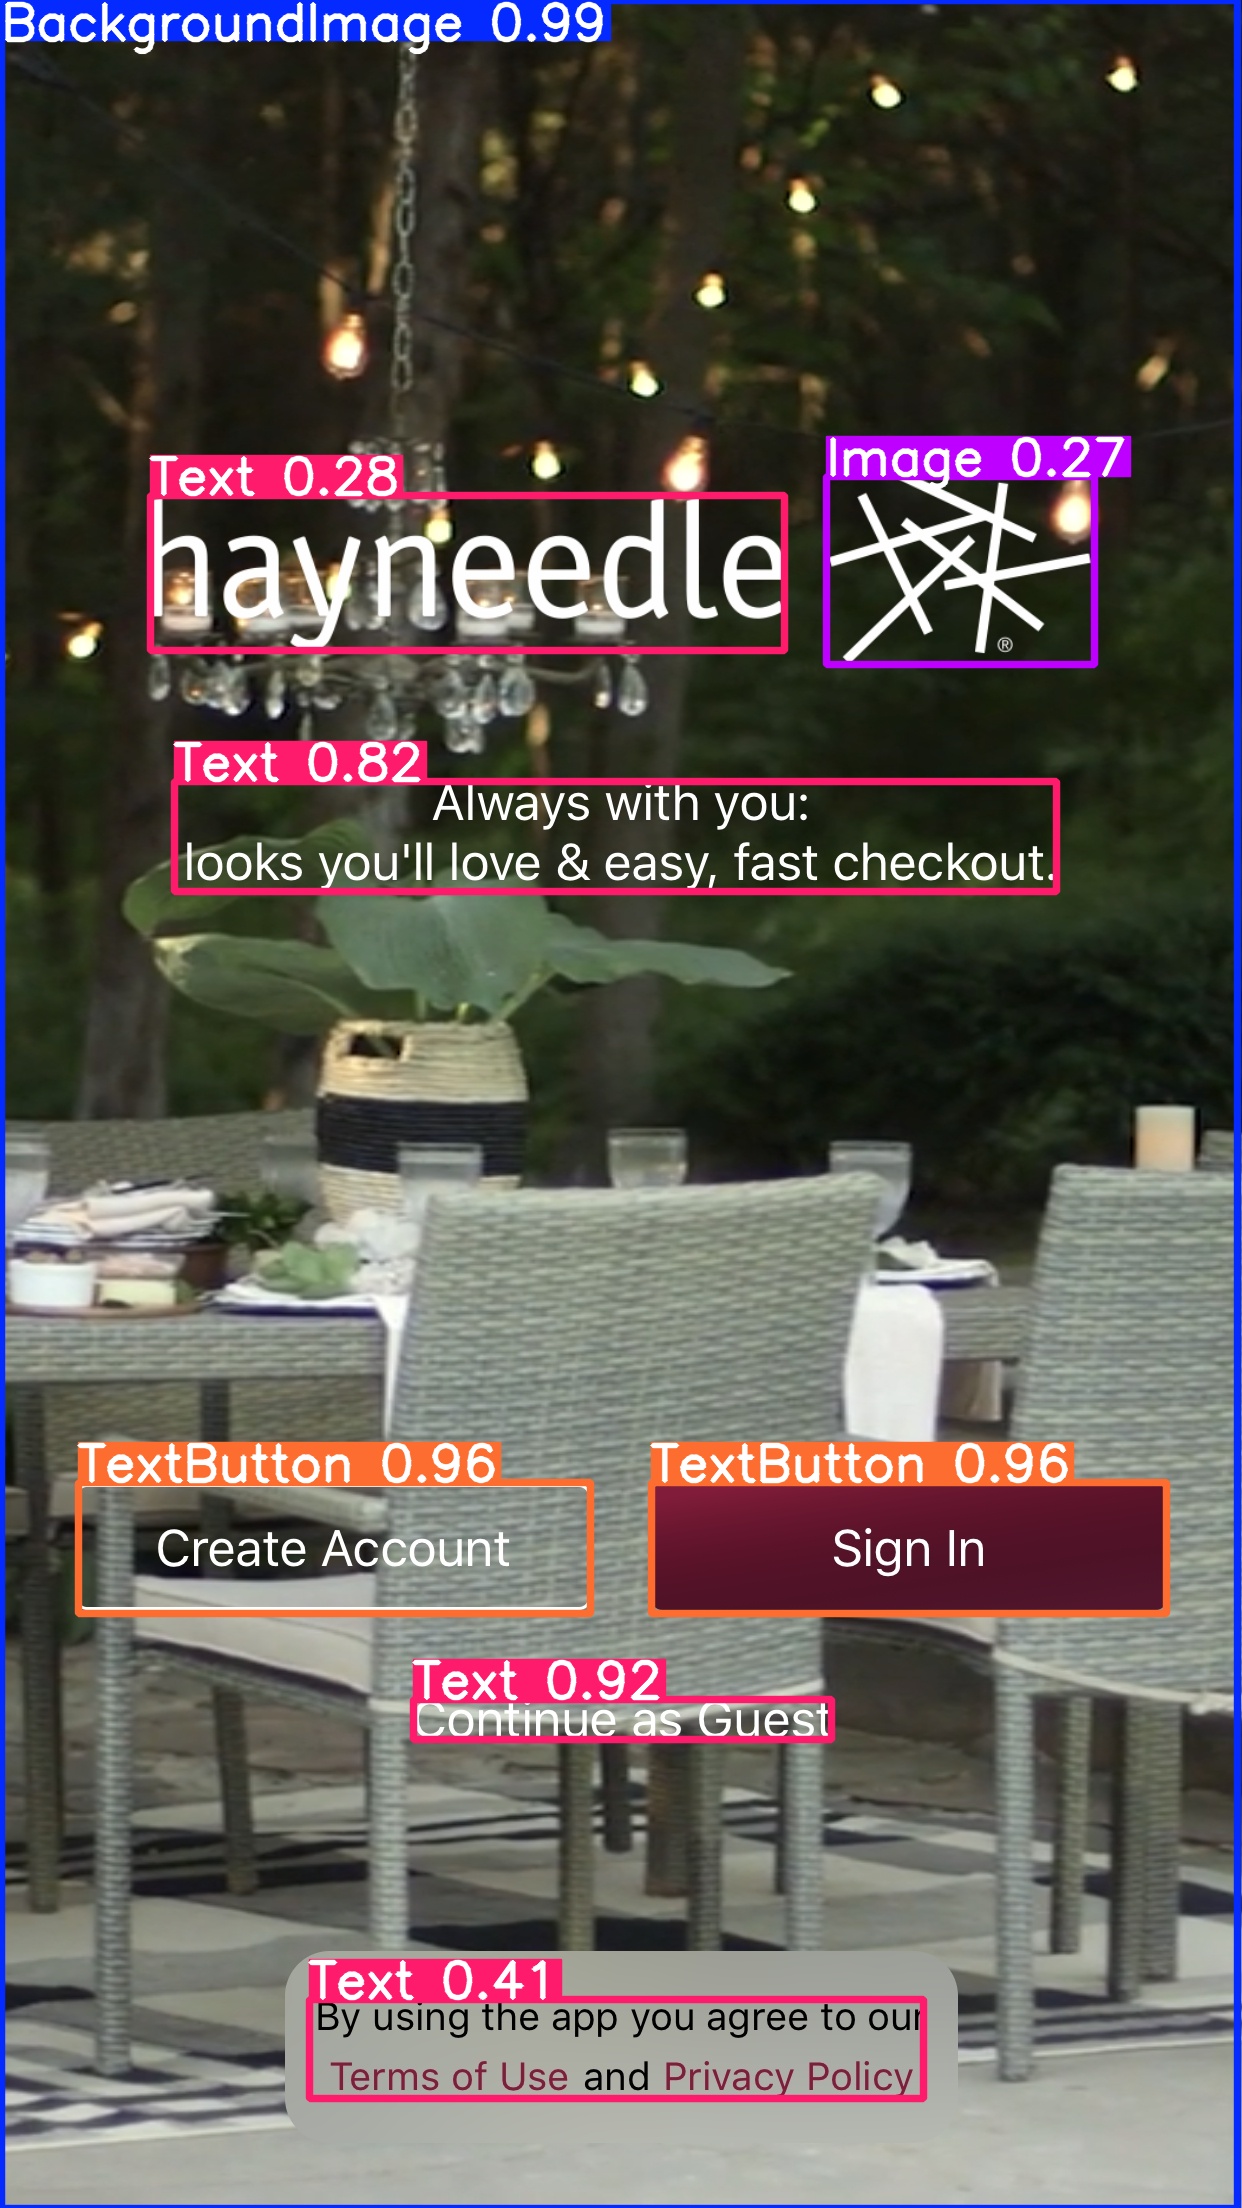 BackgroundImage 0.99
Text 0.28
Image 0.27
hayneedle
®
Text 0.82
Always with you:
looks you'll love & easy, fast checkout.
TextButton 0.96
TextButton 0.96
Create Account
Sign In
Text 0.92
Continue as Guest
Text 0.41
By using the app you agree to our
Terms of Use and Privacy Policy